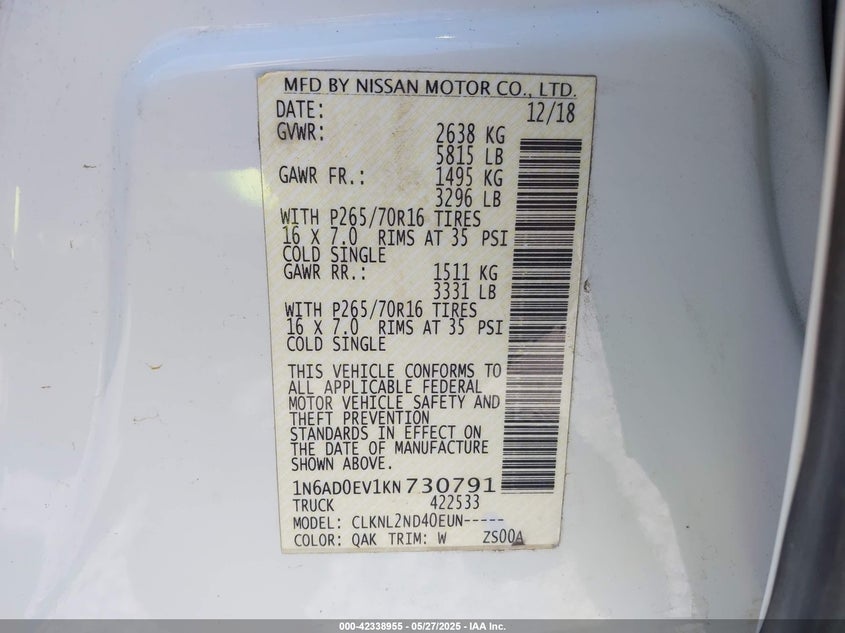 MFD BY NISSAN MOTOR CO., LTD.
DATE: 12/18
GVWR: 2638 KG
5815 LB
GAWR FR.: 1495 KG
3296 LB
WITH P265/70R16 TIRES
16 X 7.0 RIMS AT 35 PSI
COLD SINGLE
GAWR RR.: 1511 KG
3331 LB
WITH P265/70R16 TIRES
16 X 7.0 RIMS AT 35 PSI
COLD SINGLE
THIS VEHICLE CONFORMS TO
ALL APPLICABLE FEDERAL
MOTOR VEHICLE SAFETY AND
THEFT PREVENTION
STANDARDS IN EFFECT ON
THE DATE OF MANUFACTURE
SHOWN ABOVE.
1N6AD0EV1KN730791
TRUCK 422533
MODEL: CLKNL2ND40EUN-----
COLOR: QAK TRIM: W ZS00A
000-42338955 — 05/27/2025 — IAA Inc.